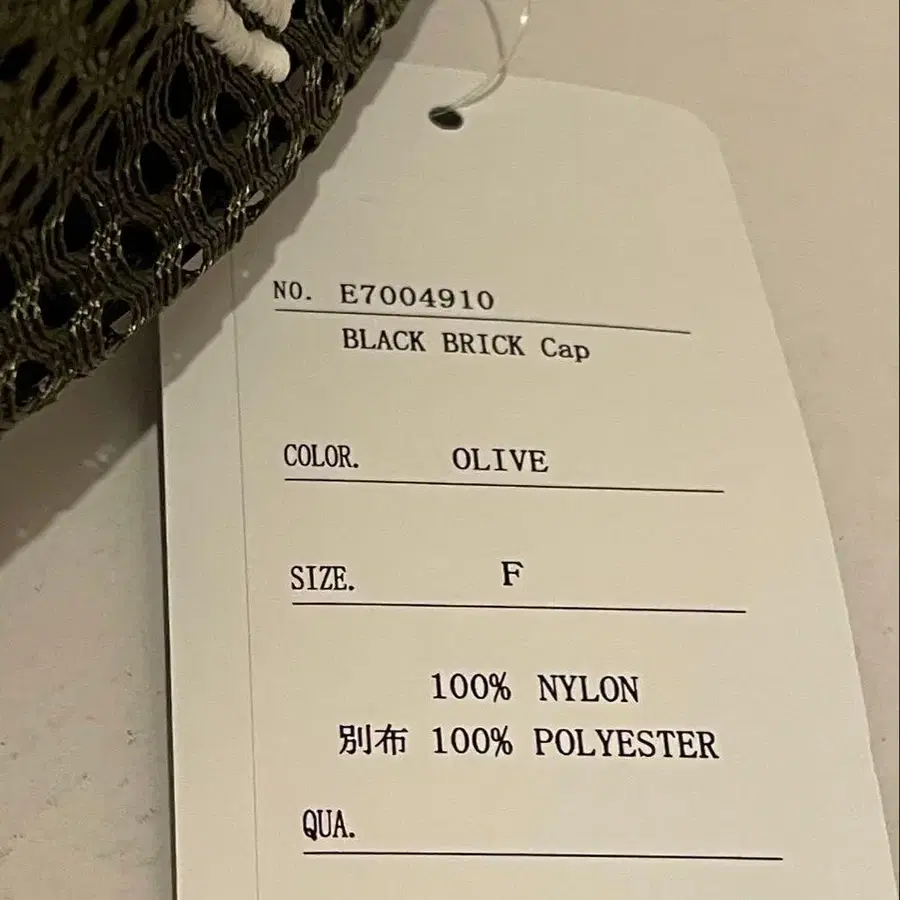 NO. E7004910
BLACK BRICK Cap
COLOR. OLIVE
SIZE. F
100% NYLON
別布 100% POLYESTER
QUA.